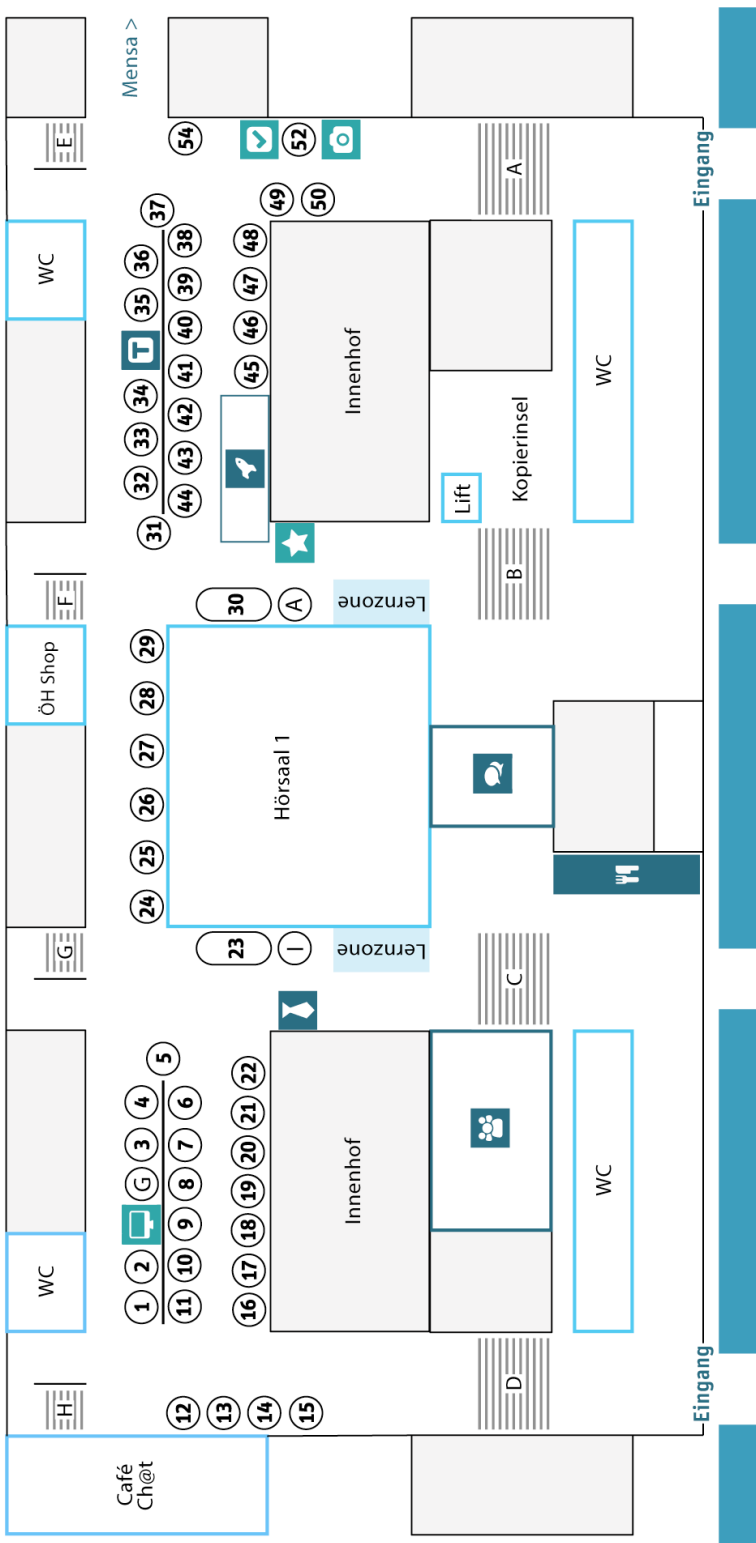 Café
Ch@t
H
WC
G
ÖH Shop
F
WC
E
Mensa >
1
2
G
3
4
5
24
25
26
27
28
29
31
32
33
34
T
35
36
37
11
10
9
8
7
6
44
43
42
41
40
39
38
54
12
13
14
15
16
17
18
19
20
21
22
23
I
Hörsaal 1
30
A
45
46
47
48
49
50
52
Innenhof
Lernzone
Lernzone
Innenhof
D
C
B
Lift
Kopierinsel
A
WC
WC
Eingang
Eingang